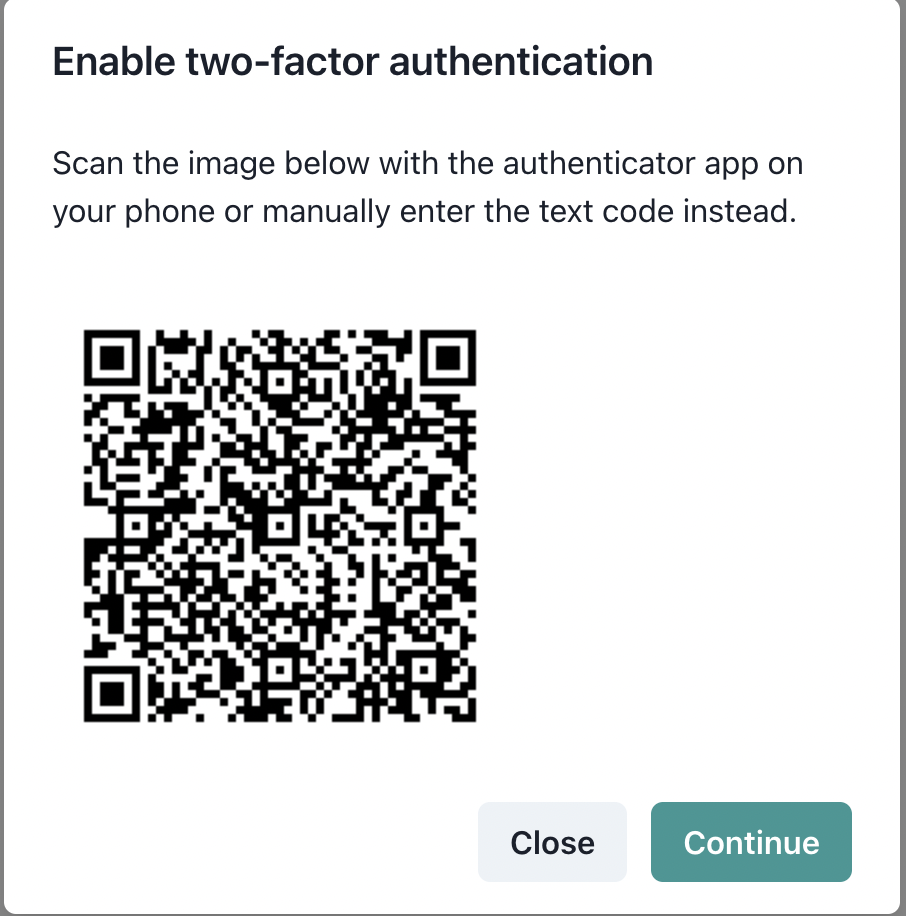 Enable two-factor authentication
Scan the image below with the authenticator app on
your phone or manually enter the text code instead.
Close
Continue